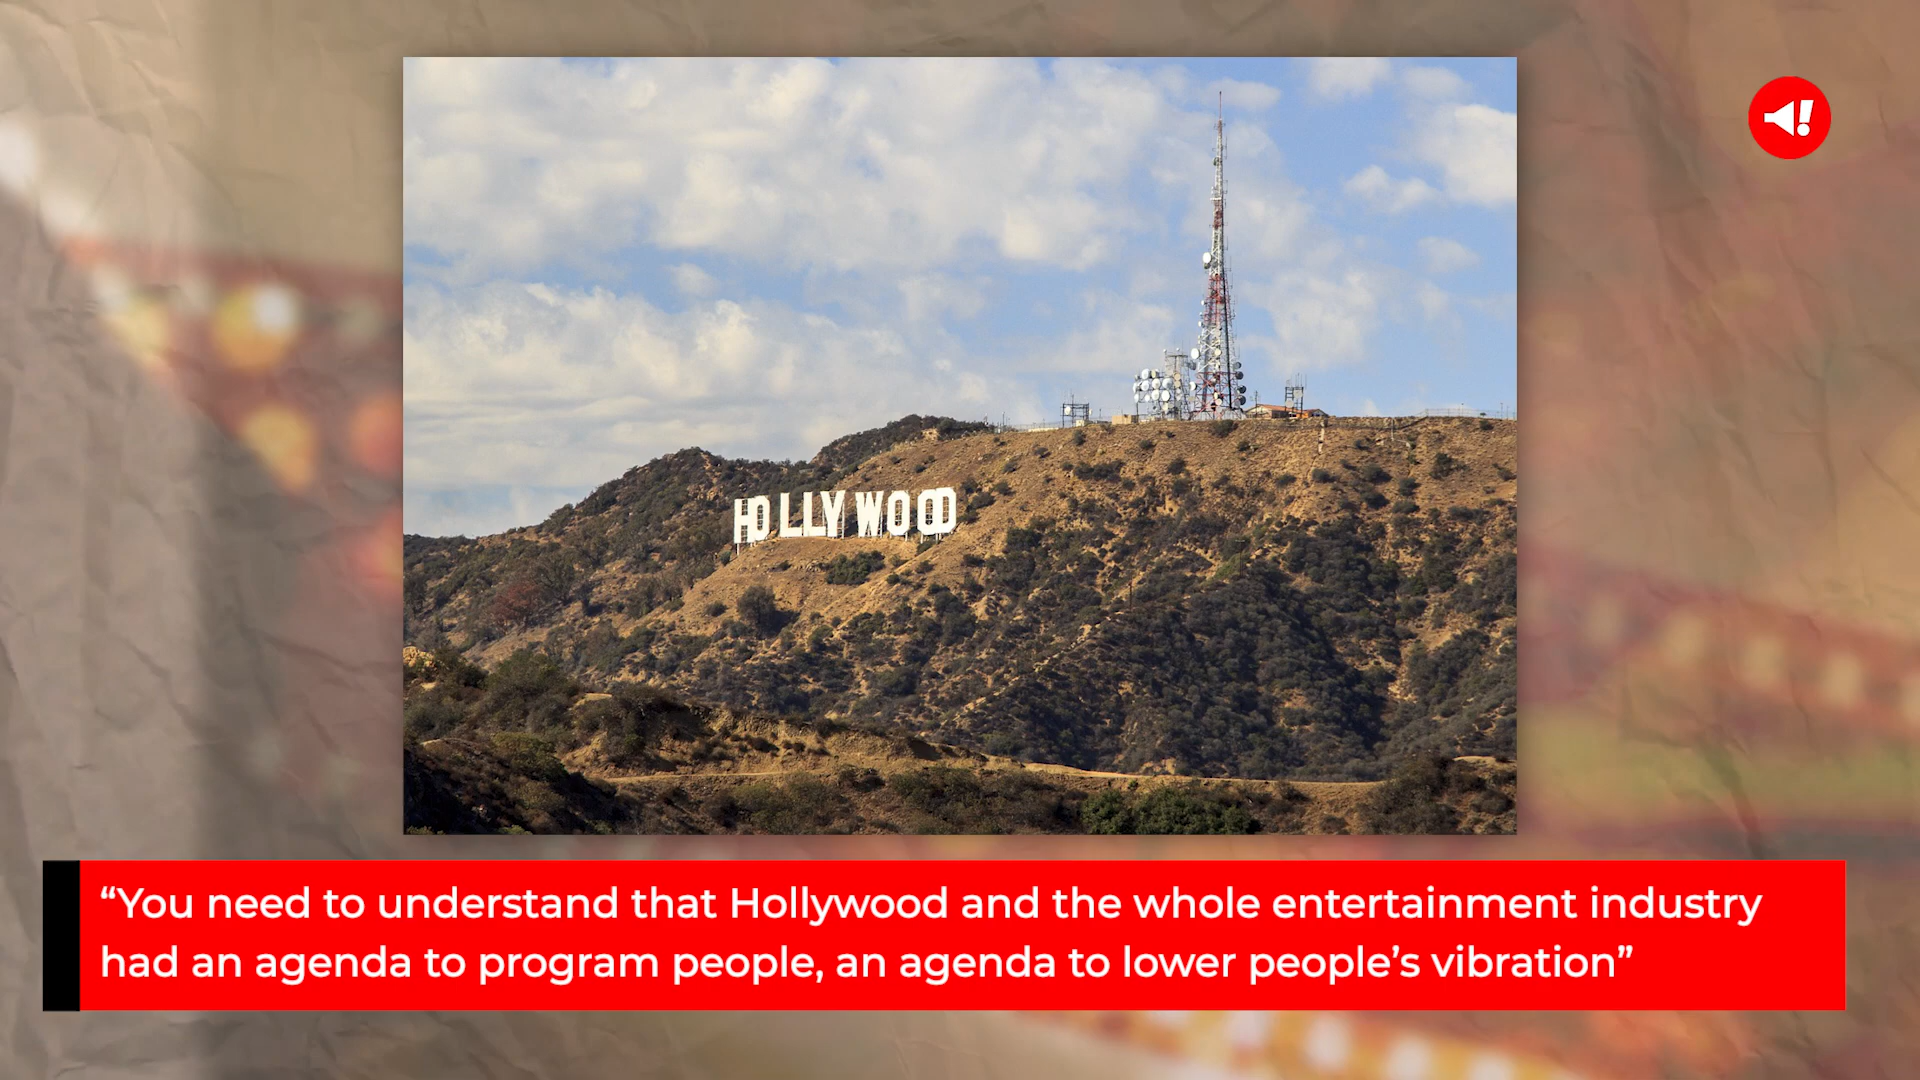 HOLLYWOOD
“You need to understand that Hollywood and the whole entertainment industry
had an agenda to program people, an agenda to lower people’s vibration”